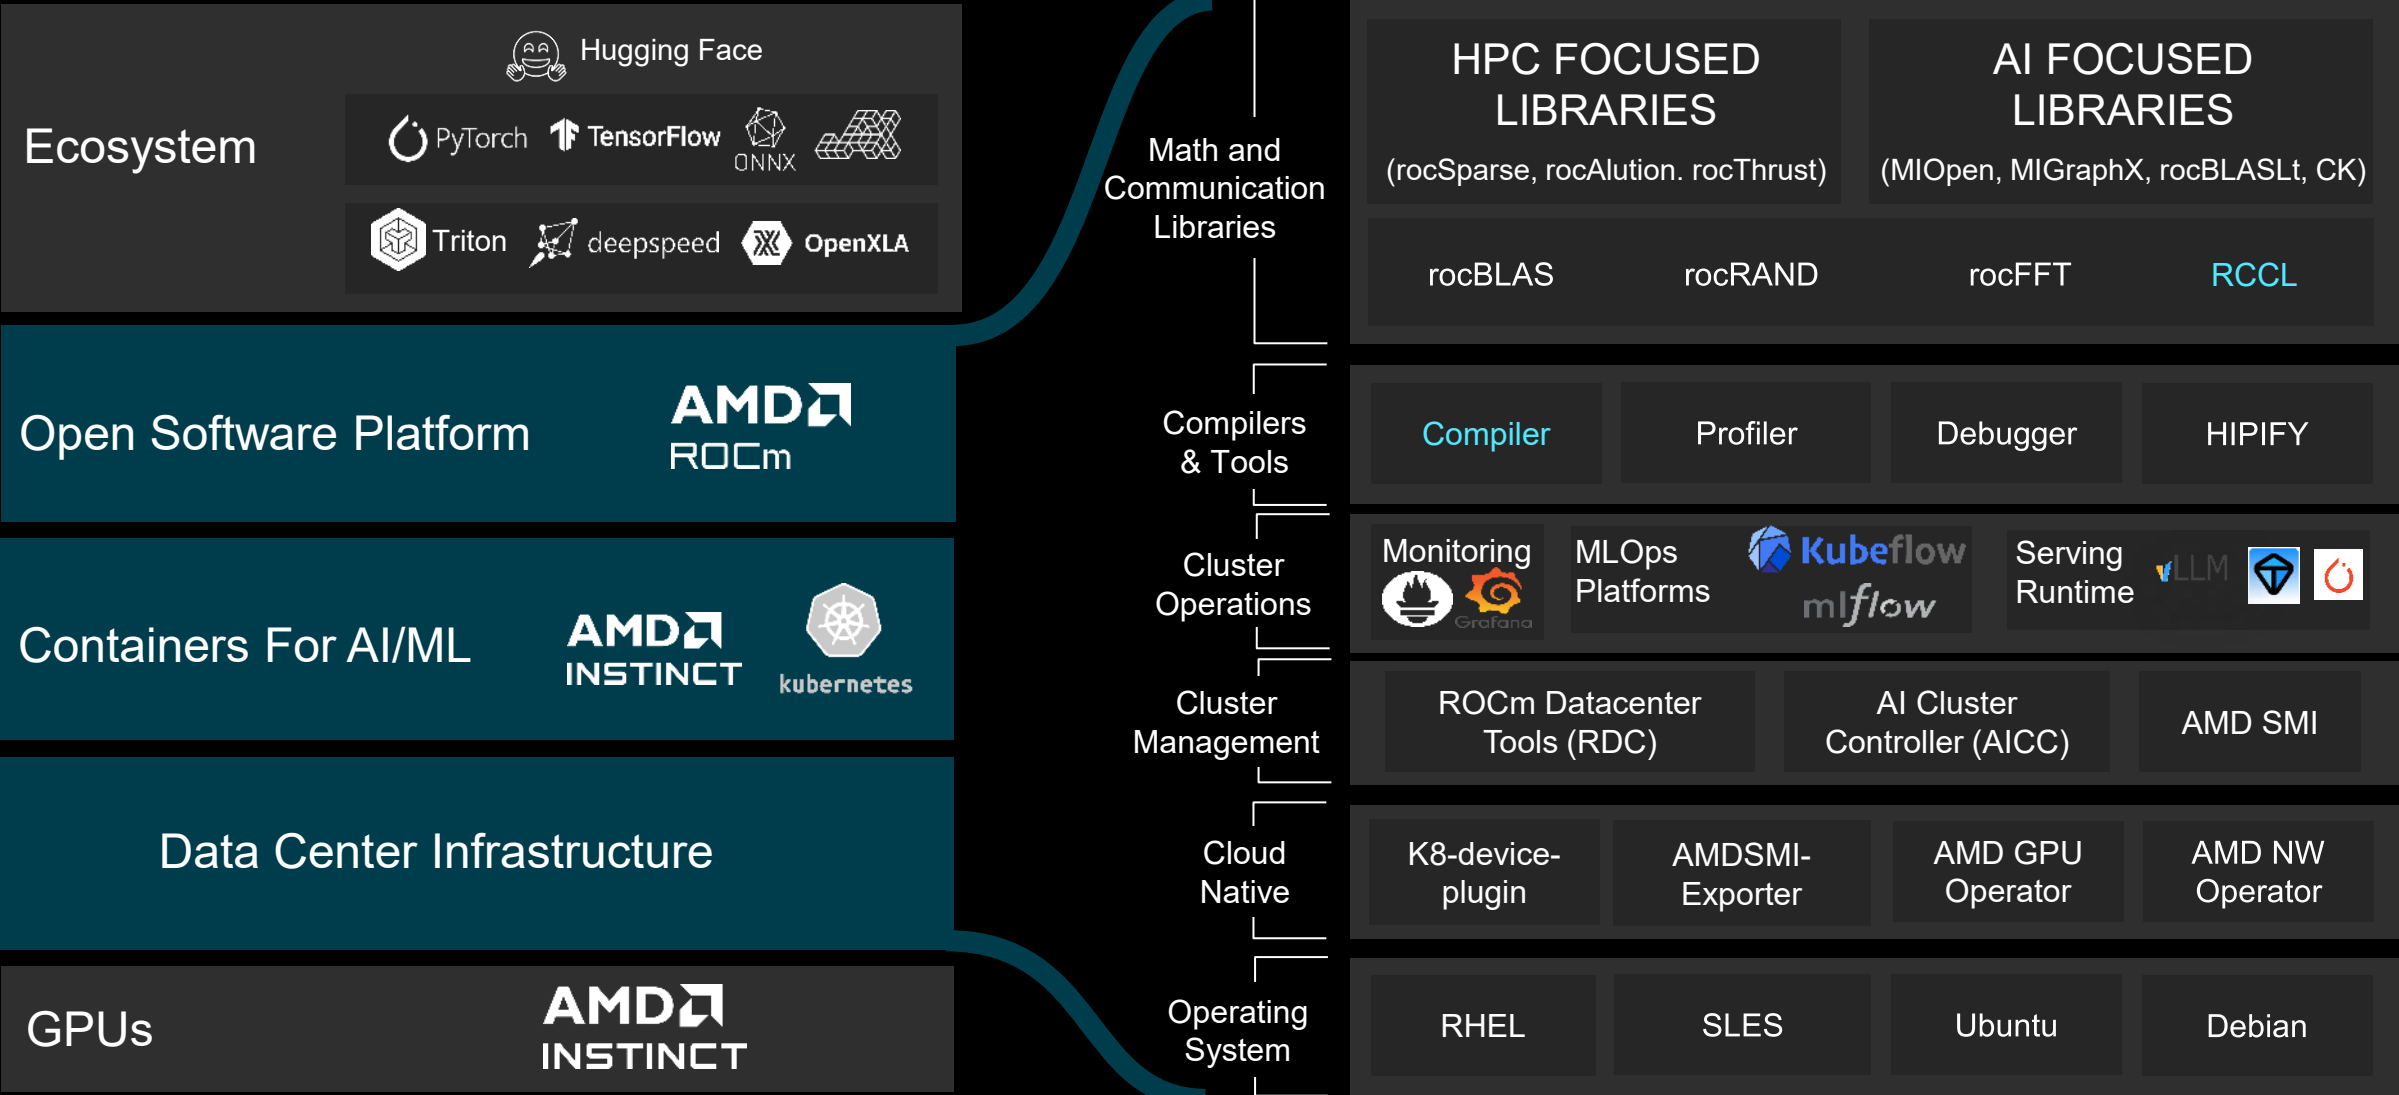 Ecosystem
Hugging Face
PyTorch
TensorFlow
ONNX
Triton
deepspeed
OpenXLA
Open Software Platform
AMD
ROCm
Containers For AI/ML
AMD
INSTINCT
kubernetes
Data Center Infrastructure
GPUs
AMD
INSTINCT
Math and
Communication
Libraries
HPC FOCUSED
LIBRARIES
(rocSparse, rocAlution. rocThrust)
AI FOCUSED
LIBRARIES
(MIOpen, MIGraphX, rocBLASLt, CK)
rocBLAS
rocRAND
rocFFT
RCCL
Compilers
& Tools
Compiler
Profiler
Debugger
HIPIFY
Cluster
Operations
Monitoring
Grafana
MLOps
Platforms
Kubeflow
mlflow
Serving
Runtime
vLLM
Cluster
Management
ROCm Datacenter
Tools (RDC)
AI Cluster
Controller (AICC)
AMD SMI
Cloud
Native
K8-device-
plugin
AMDSMI-
Exporter
AMD GPU
Operator
AMD NW
Operator
Operating
System
RHEL
SLES
Ubuntu
Debian